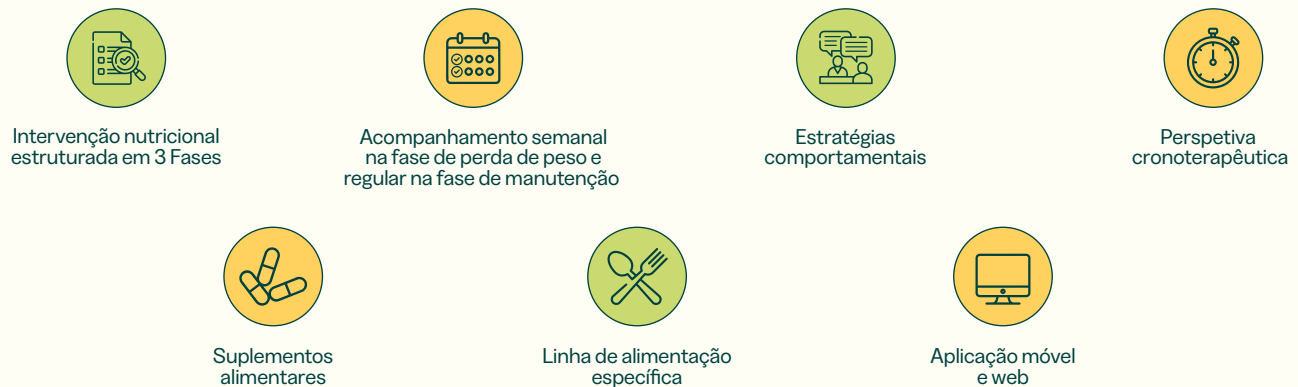 Intervenção nutricional
estruturada em 3 Fases
Acompanhamento semanal
na fase de perda de peso e
regular na fase de manutenção
Estratégias
comportamentais
Perspetiva
cronoterapêutica
Suplementos
alimentares
Linha de alimentação
específica
Aplicação móvel
e web